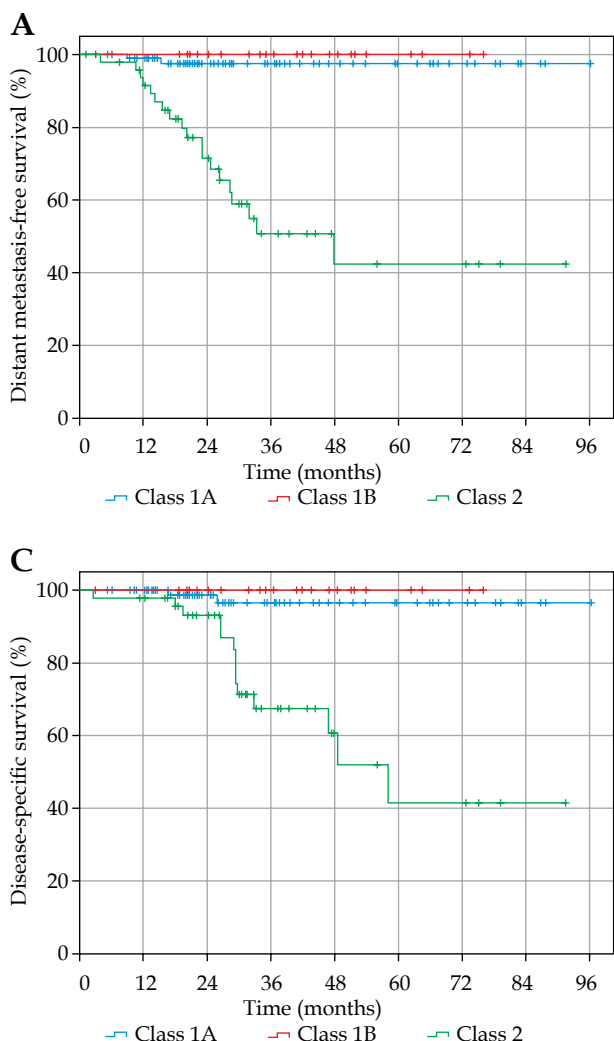 A
Distant metastasis-free survival (%)
100
80
60
40
20
0
0 12 24 36 48 60 72 84 96
Time (months)
Class 1A Class 1B Class 2
C
Disease-specific survival (%)
100
80
60
40
20
0
0 12 24 36 48 60 72 84 96
Time (months)
Class 1A Class 1B Class 2